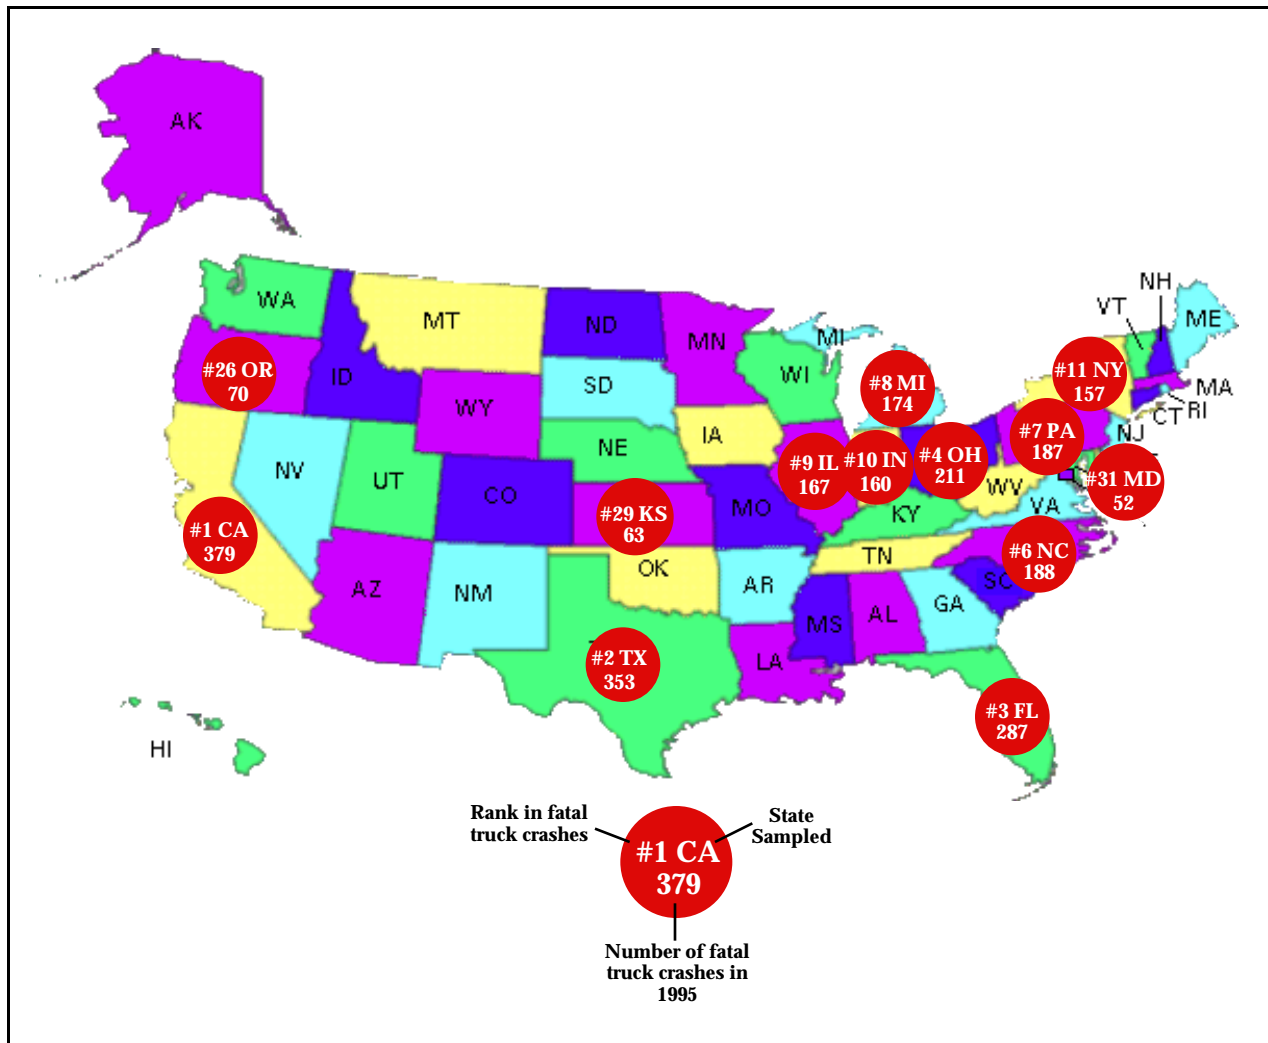 AK
NH
VT
ME
WA
MT
ND
MN
MI
WI
#26 OR
70
ID
SD
WY
#8 MI
174
#11 NY
157
MA
RI
CT
IA
NE
NV
UT
CO
#9 IL
167
#10 IN
160
#4 OH
211
#7 PA
187
NJ
#31 MD
52
WV
VA
KY
MO
#29 KS
63
#1 CA
379
AZ
NM
OK
AR
TN
#6 NC
188
SC
GA
AL
MS
LA
#2 TX
353
#3 FL
287
HI
Rank in fatal
truck crashes
State
Sampled
#1 CA
379
Number of fatal
truck crashes in
1995